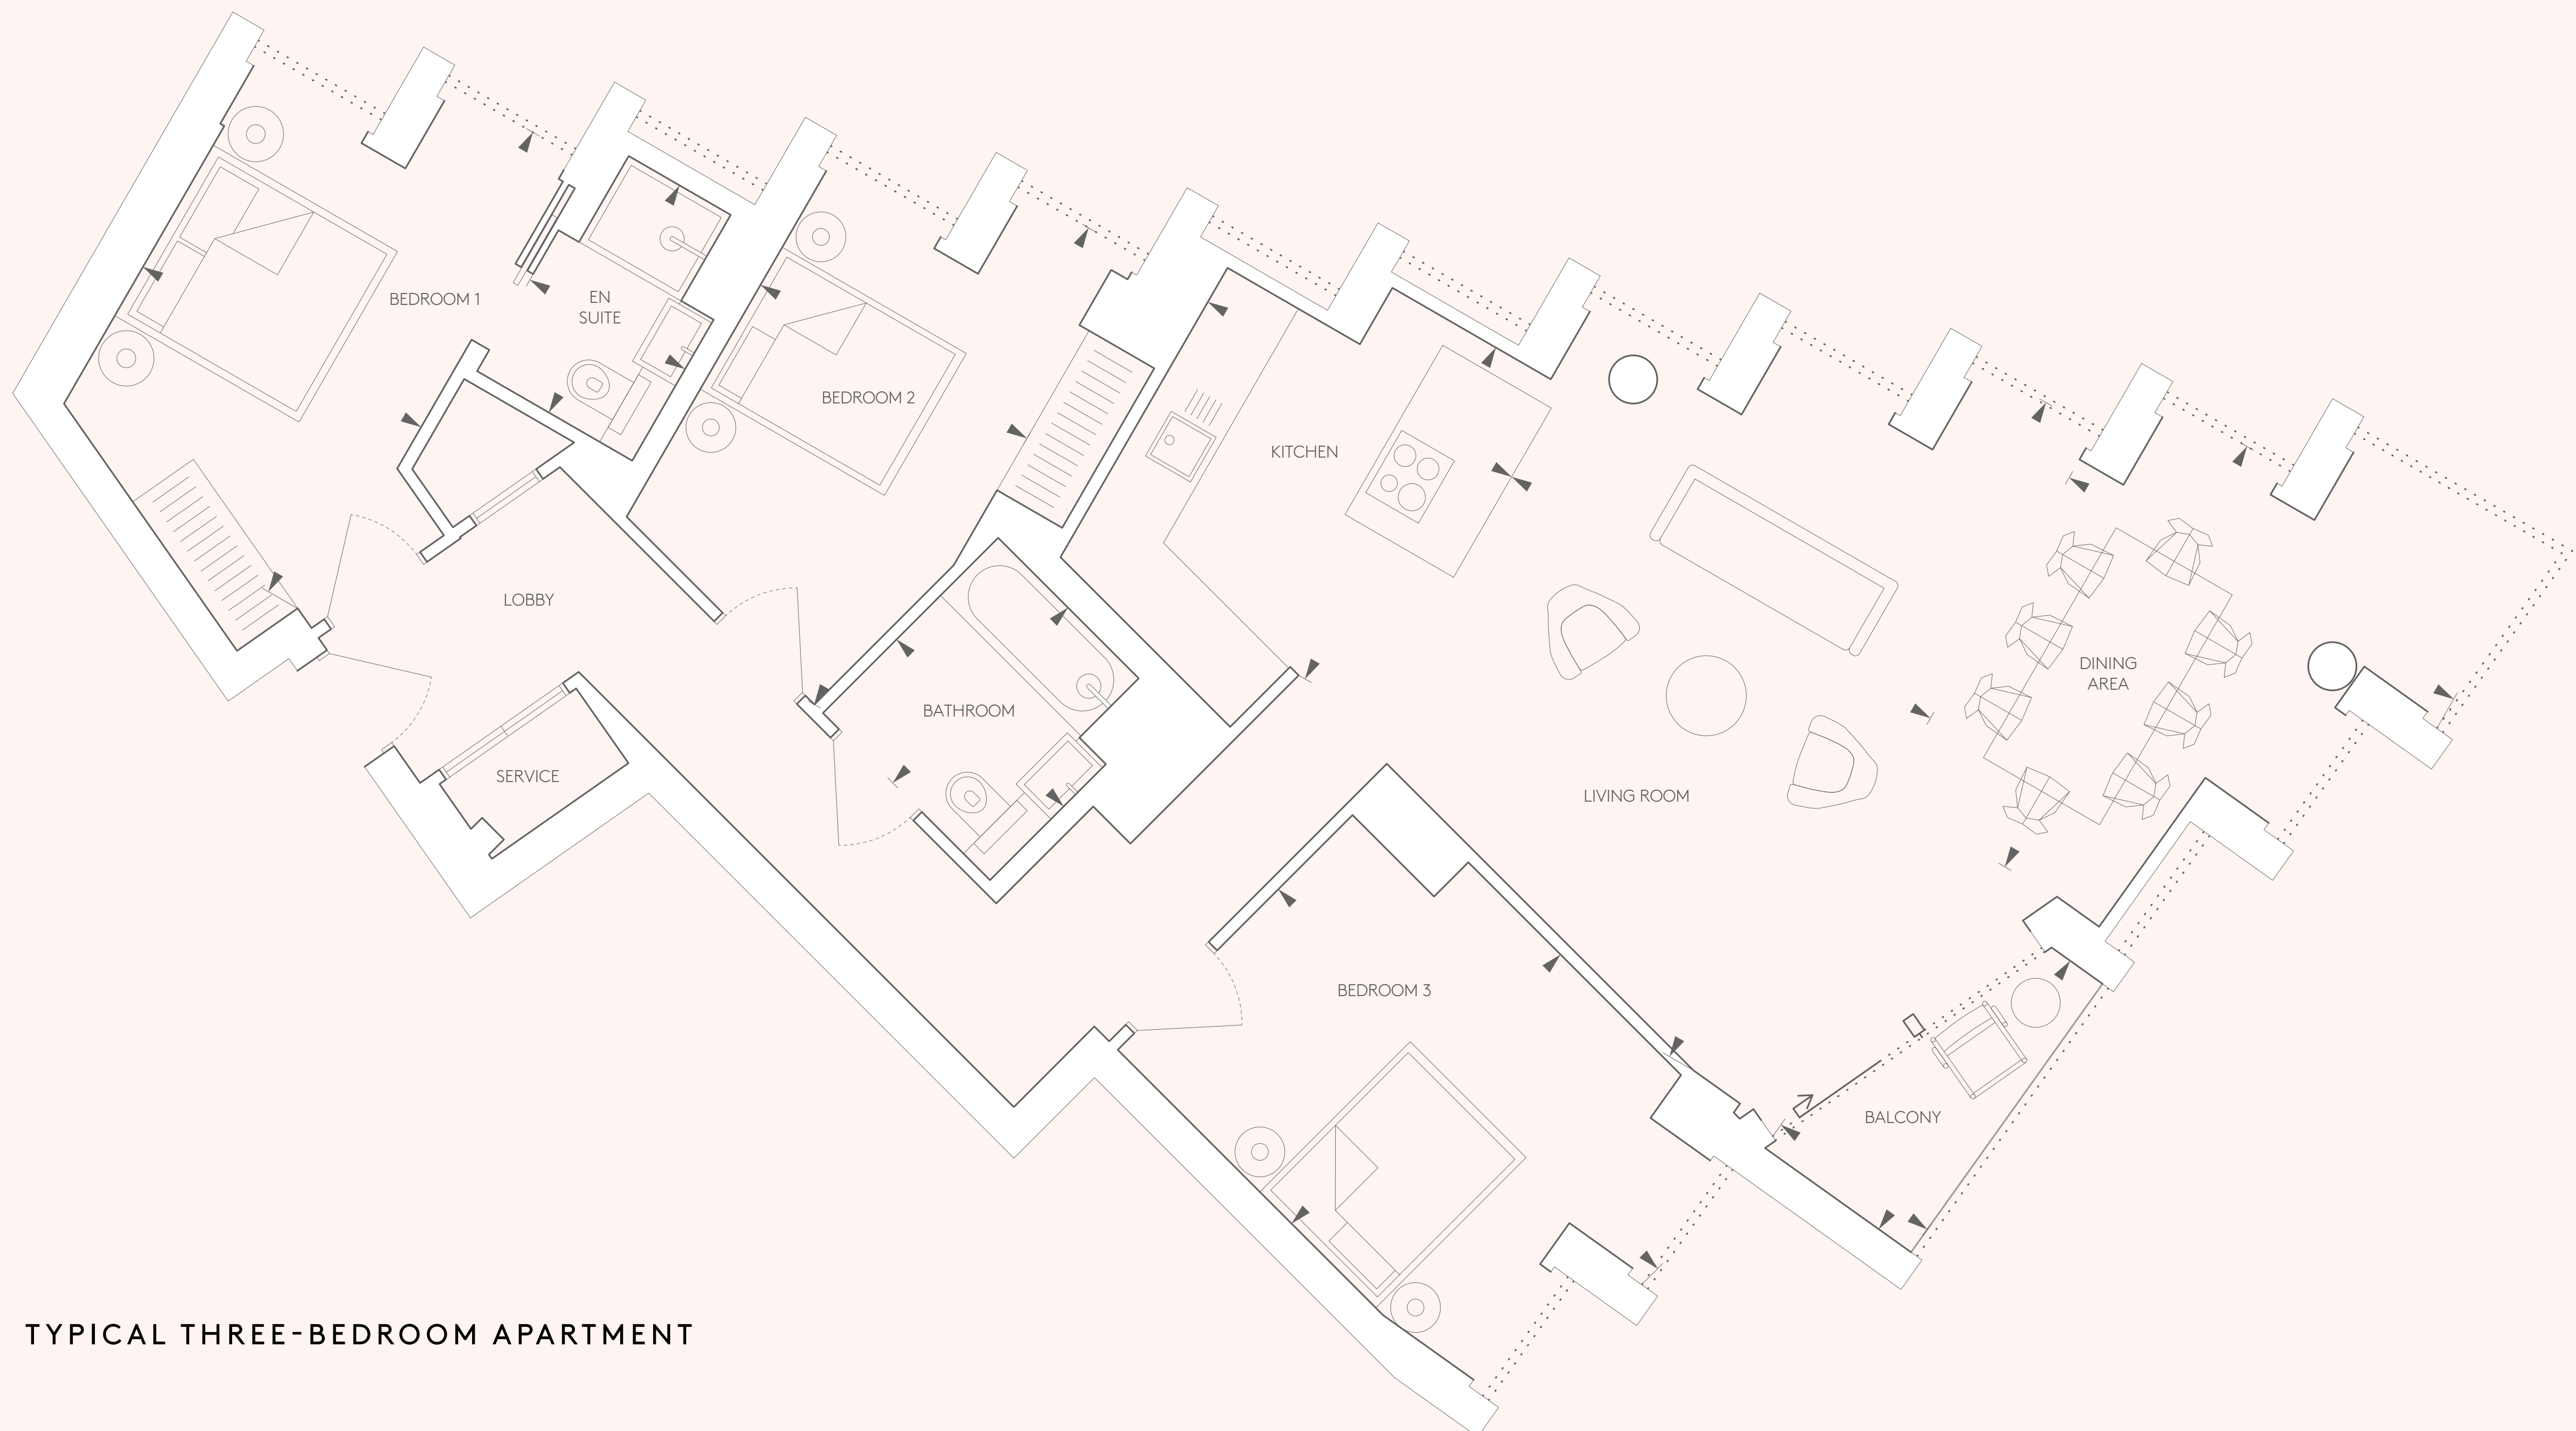 BEDROOM 1
EN
SUITE
BEDROOM 2
KITCHEN
LOBBY
DINING
AREA
BATHROOM
SERVICE
LIVING ROOM
BEDROOM 3
BALCONY
TYPICAL THREE-BEDROOM APARTMENT